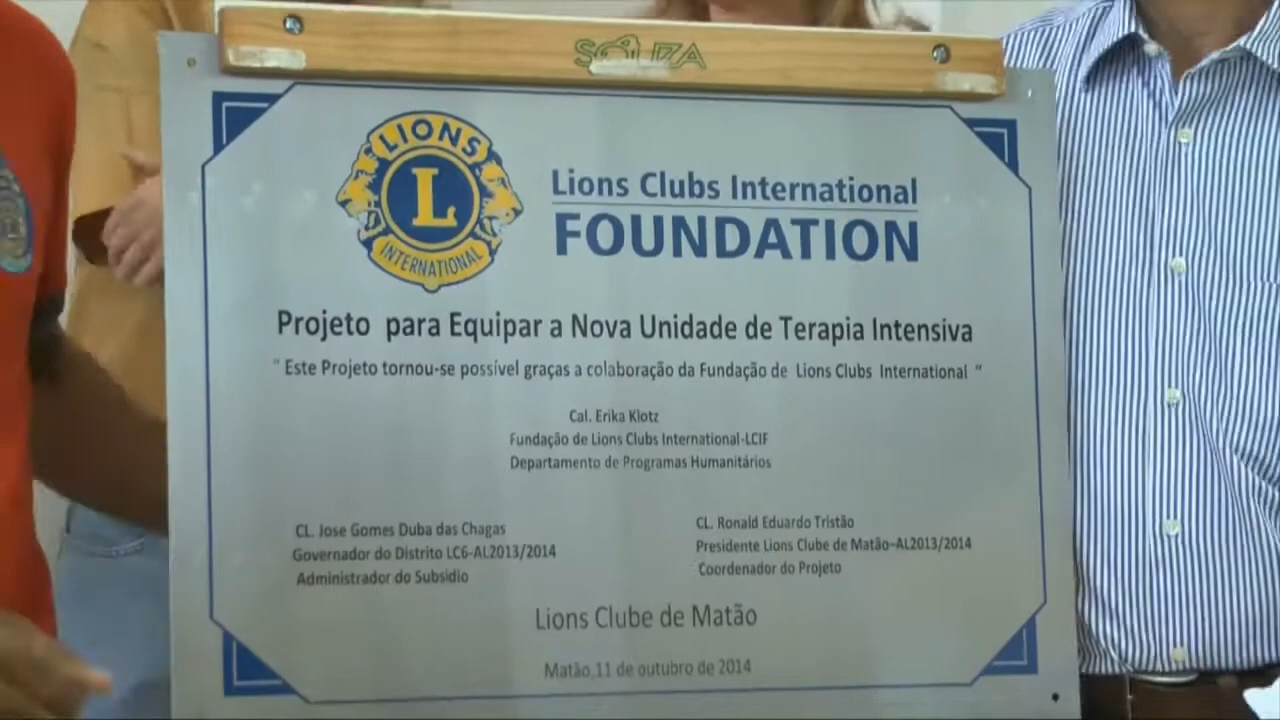 SOUZA
LIONS
L
INTERNATIONAL
Lions Clubs International
FOUNDATION
Projeto para Equipar a Nova Unidade de Terapia Intensiva
" Este Projeto tornou-se possível graças a colaboração da Fundação de Lions Clubs International "
Cal. Erika Klotz
Fundação de Lions Clubs International-LCIF
Departamento de Programas Humanitários
CL. Jose Gomes Duba das Chagas
Governador do Distrito LC6-AL2013/2014
Administrador do Subsidio
CL. Ronald Eduardo Tristão
Presidente Lions Clube de Matão-AL2013/2014
Coordenador do Projeto
Lions Clube de Matão
Matão,11 de outubro de 2014